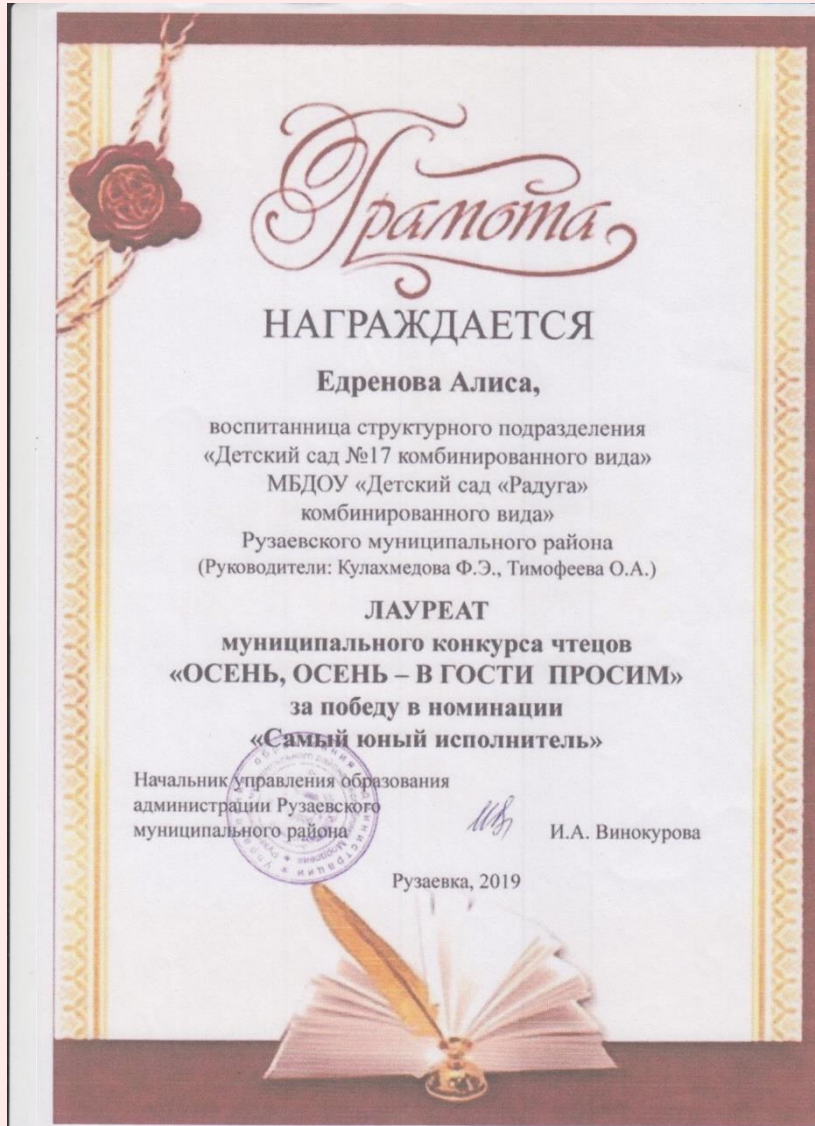 Грамота
НАГРАЖДАЕТСЯ
Едренова Алиса,
воспитанница структурного подразделения
«Детский сад №17 комбинированного вида»
МБДОУ «Детский сад «Радуга»
комбинированного вида»
Рузаевского муниципального района
(Руководители: Кулахмедова Ф.Э., Тимофеева О.А.)
ЛАУРЕАТ
муниципального конкурса чтецов
«ОСЕНЬ, ОСЕНЬ – В ГОСТИ ПРОСИМ»
за победу в номинации
«Самый юный исполнитель»
Начальник управления образования
администрации Рузаевского
муниципального района
И.А. Винокурова
Рузаевка, 2019